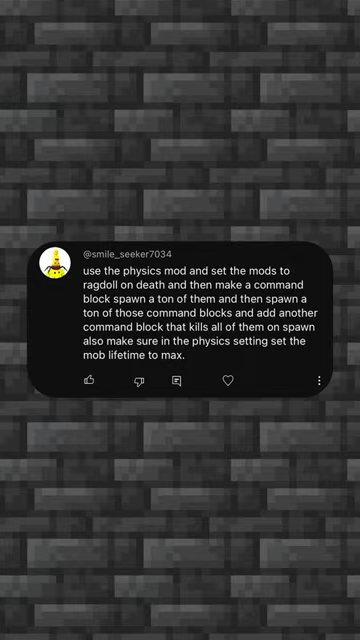 @smile_seeker7034
use the physics mod and set the mods to
ragdoll on death and then make a command
block spawn a ton of them and then spawn a
ton of those command blocks and add another
command block that kills all of them on spawn
also make sure in the physics setting set the
mob lifetime to max.